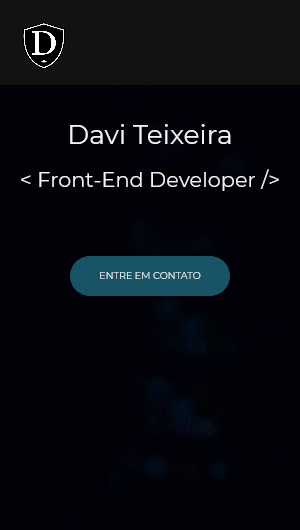 D
Davi Teixeira
< Front-End Developer />
ENTRE EM CONTATO